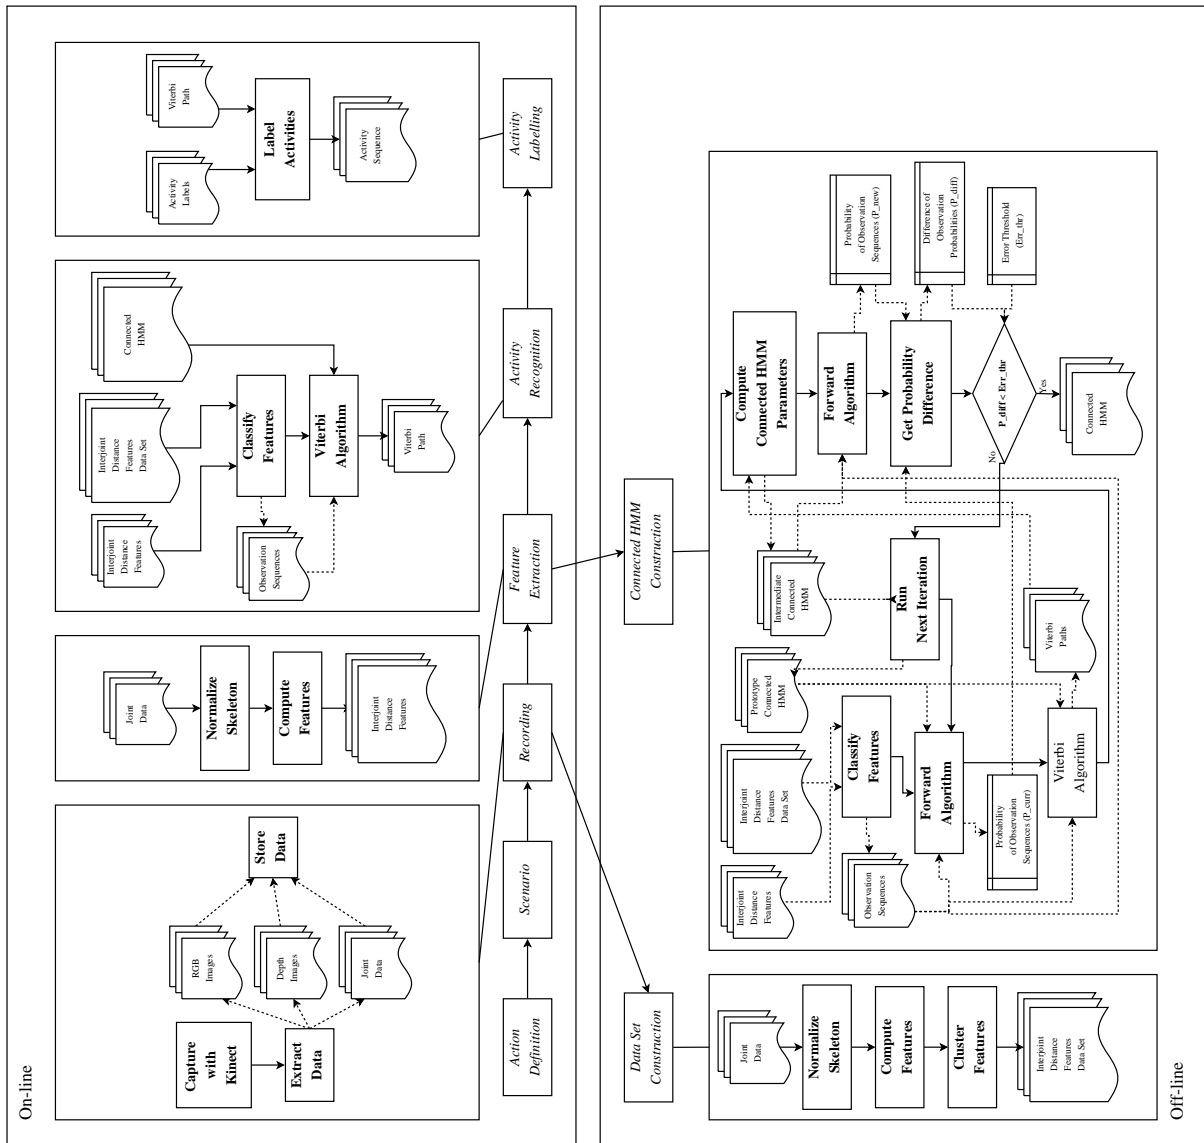 On-line
Capture
with
Kinect
Extract
Data
RGB
Images
Depth
Images
Joint
Data
Store
Data
Joint
Data
Normalize
Skeleton
Compute
Features
Interjoint
Distance
Features
Connected
HMM
Interjoint
Distance
Features
Data Set
Interjoint
Distance
Features
Classify
Features
Observation
Sequences
Viterbi
Algorithm
Viterbi
Path
Viterbi
Path
Activity
Labels
Label
Activities
Activity
Sequence
Action
Definition
Scenario
Recording
Feature
Extraction
Activity
Recognition
Activity
Labelling
Off-line
Data Set
Construction
Connected HMM
Construction
Joint
Data
Normalize
Skeleton
Compute
Features
Cluster
Features
Interjoint
Distance
Features
Data Set
Interjoint
Distance
Features
Interjoint
Distance
Features
Data Set
Prototype
Connected
HMM
Intermediate
Connected
HMM
Classify
Features
Observation
Sequences
Forward
Algorithm
Run
Next Iteration
Probability
of Observation
Sequences (P_curr)
Viterbi
Algorithm
Viterbi
Paths
Compute
Connected HMM
Parameters
Forward
Algorithm
Get Probability
Difference
P_diff < Err_thr
No
Yes
Connected
HMM
Probability
of Observation
Sequences (P_new)
Difference of
Observation
Probabilities (P_diff)
Error Threshold
(Err_thr)